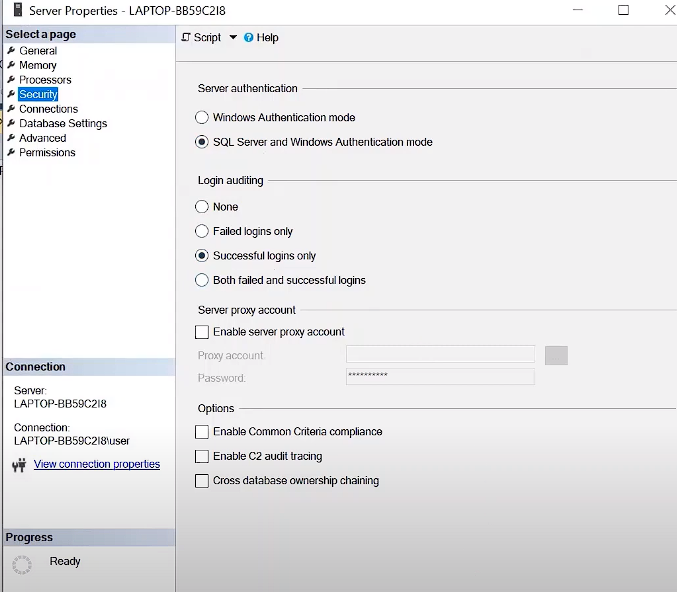 Server Properties - LAPTOP-BB59C2I8
Select a page
General
Memory
Processors
Security
Connections
Database Settings
Advanced
Permissions
Script
Help
Server authentication
Windows Authentication mode
SQL Server and Windows Authentication mode
Login auditing
None
Failed logins only
Successful logins only
Both failed and successful logins
Server proxy account
Enable server proxy account
Proxy account.
Password.
**********
Options
Enable Common Criteria compliance
Enable C2 audit tracing
Cross database ownership chaining
Connection
Server:
LAPTOP-BB59C2I8
Connection:
LAPTOP-BB59C2I8\user
View connection properties
Progress
Ready